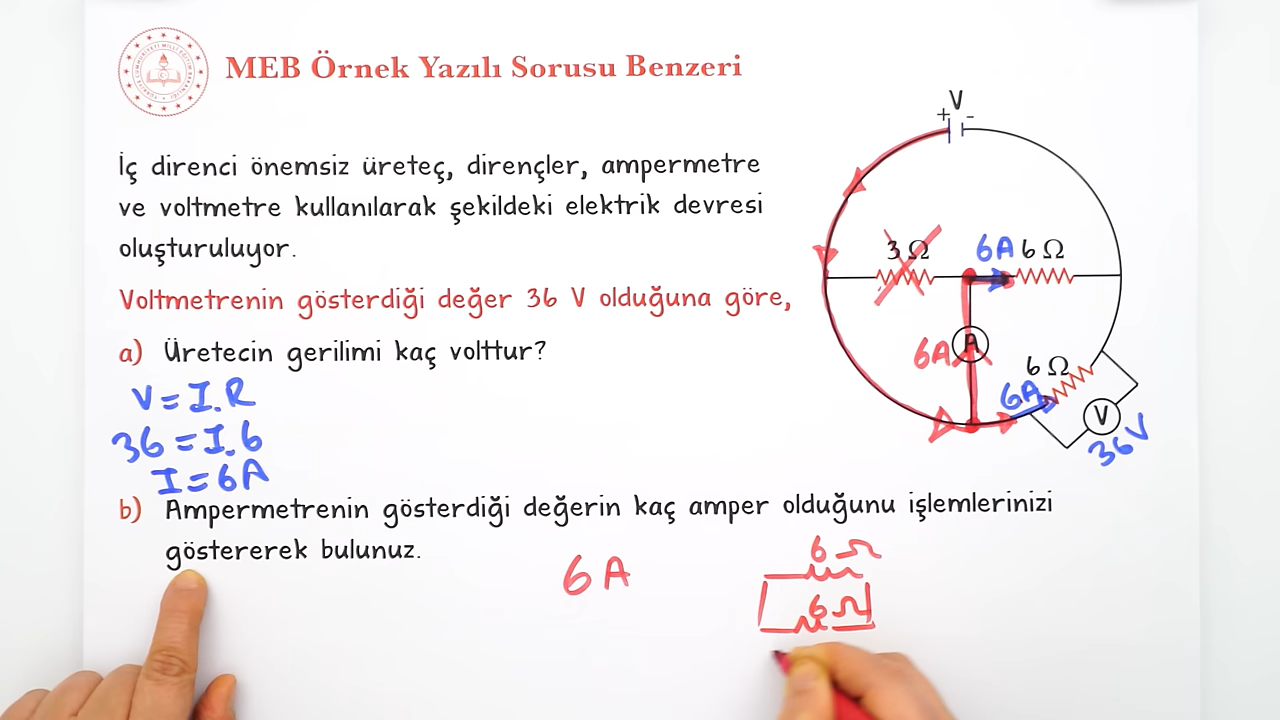 MEB Örnek Yazılı Sorusu Benzeri
İç direnci önemsiz üreteç, dirençler, ampermetre
ve voltmetre kullanılarak şekildeki elektrik devresi
oluşturuluyor.
Voltmetrenin gösterdiği değer 36 V olduğuna göre,
a) Üretecin gerilimi kaç volttur?
V = I.R
36 = I.6
I = 6A
b) Ampermetrenin gösterdiği değerin kaç amper olduğunu işlemlerinizi
göstererek bulunuz.
6A
6 Ω
6 Ω
V
+ -
3 Ω
6A 6 Ω
6A A
6 Ω
6A
V
36V